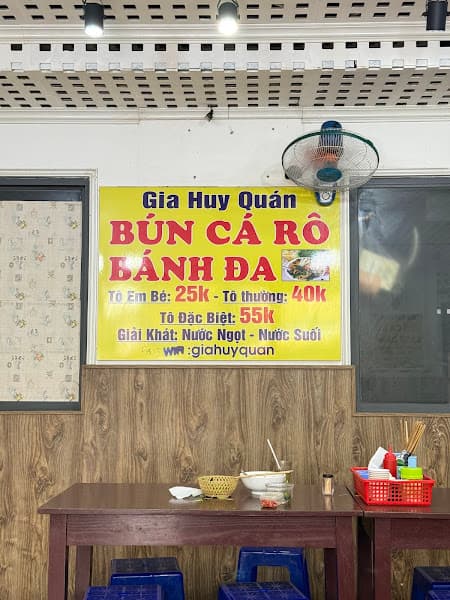 Gia Huy Quán
BÚN CÁ RÔ
BÁNH ĐA
Tô Em Bé: 25k - Tô thường: 40k
Tô Đặc Biệt: 55k
Giải Khát: Nước Ngọt - Nước Suối
:giahuyquan